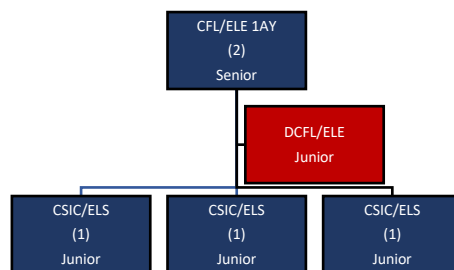 CFL/ELE 1AY
(2)
Senior
DCFL/ELE
Junior
CSIC/ELS
(1)
Junior
CSIC/ELS
(1)
Junior
CSIC/ELS
(1)
Junior